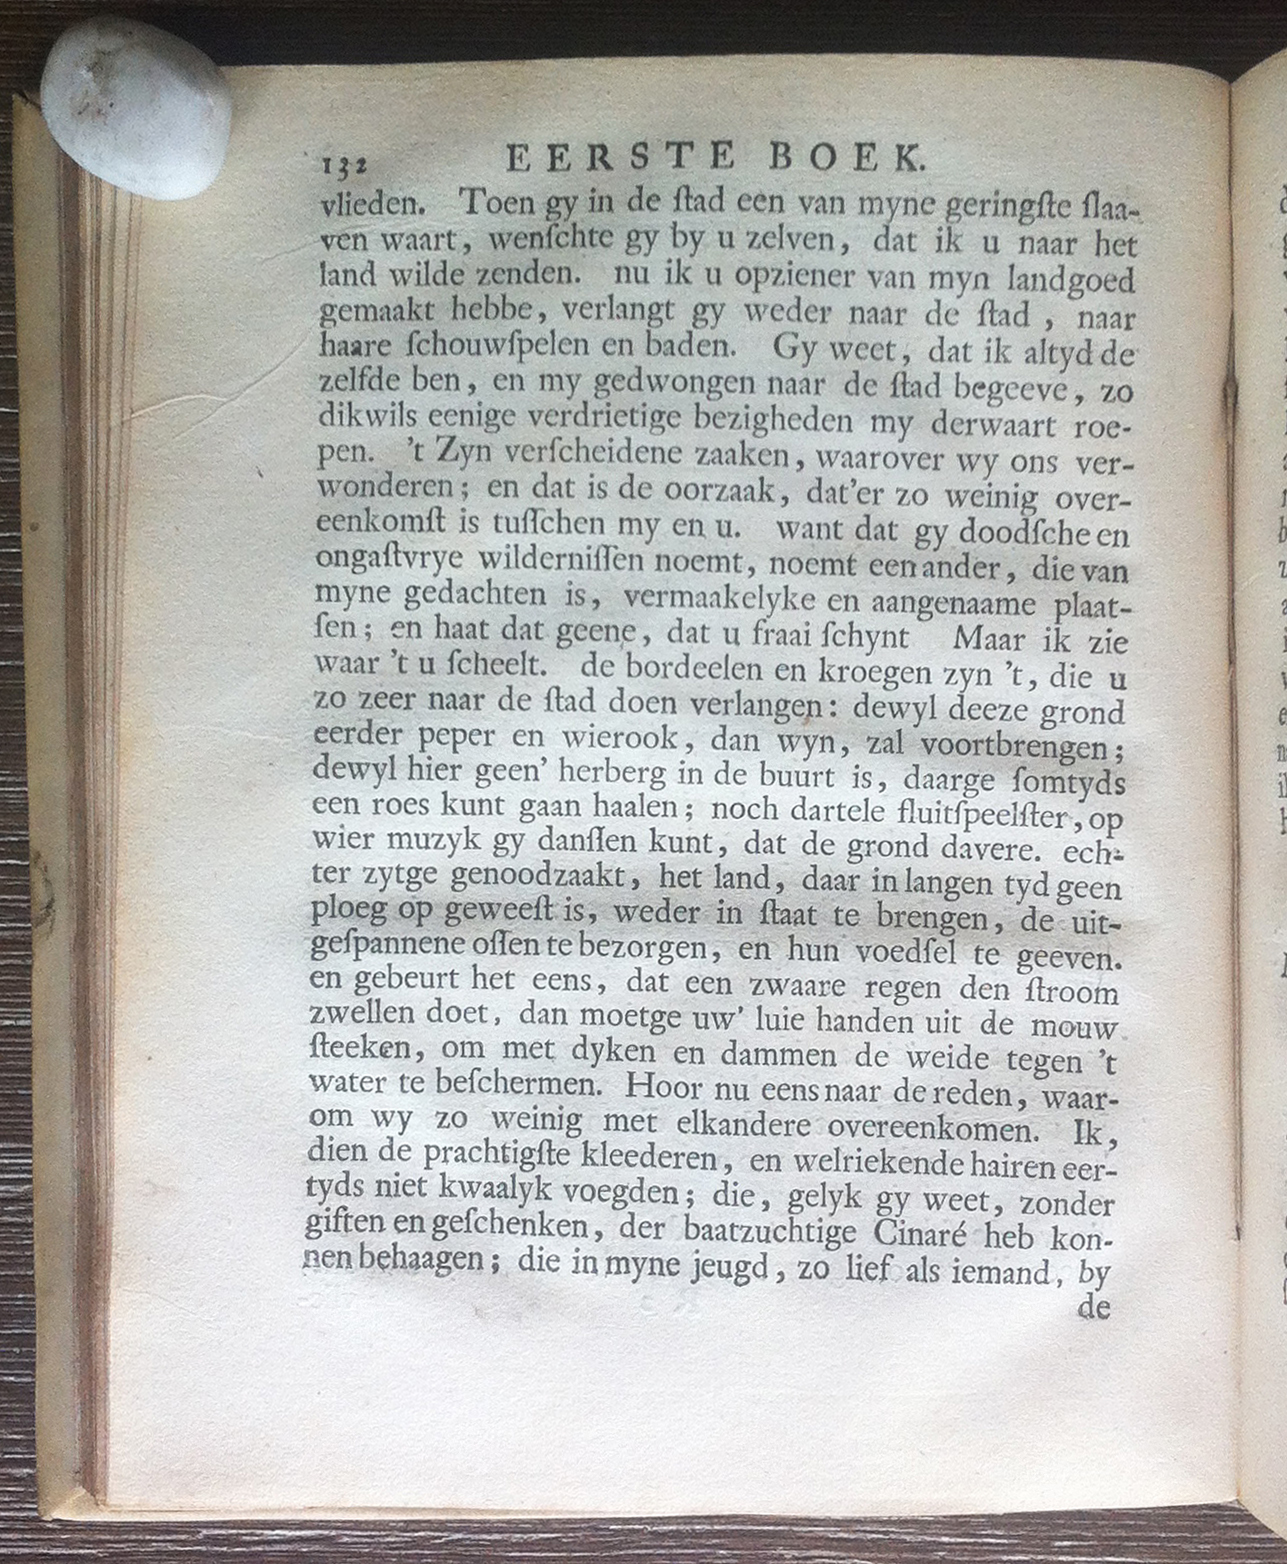 132 EERSTE BOEK.
vlieden. Toen gy in de ſtad een van myne geringſte ſlaa-
ven waart, wenſchte gy by u zelven, dat ik u naar het
land wilde zenden. nu ik u opziener van myn landgoed
gemaakt hebbe, verlangt gy weder naar de ſtad, naar
haare ſchouwſpelen en baden. Gy weet, dat ik altyd de
zelfde ben, en my gedwongen naar de ſtad begeeve, zo
dikwils eenige verdrietige bezigheden my derwaart roe-
pen. 't Zyn verſcheidene zaaken, waarover wy ons ver-
wonderen; en dat is de oorzaak, dat'er zo weinig over-
eenkomſt is tuſſchen my en u. want dat gy doodſche en
ongaſtvrye wilderniſſen noemt, noemt een ander, die van
myne gedachten is, vermaakelyke en aangenaame plaat-
ſen; en haat dat geene, dat u fraai ſchynt Maar ik zie
waar 't u ſcheelt. de bordeelen en kroegen zyn 't, die u
zo zeer naar de ſtad doen verlangen: dewyl deeze grond
eerder peper en wierook, dan wyn, zal voortbrengen;
dewyl hier geen' herberg in de buurt is, daarge ſomtyds
een roes kunt gaan haalen; noch dartele fluitſpeelſter, op
wier muzyk gy danſſen kunt, dat de grond davere. ech-
ter zytge genoodzaakt, het land, daar in langen tyd geen
ploeg op geweeſt is, weder in ſtaat te brengen, de uit-
geſpannene oſſen te bezorgen, en hun voedſel te geeven.
en gebeurt het eens, dat een zwaare regen den ſtroom
zwellen doet, dan moetge uw' luie handen uit de mouw
ſteeken, om met dyken en dammen de weide tegen 't
water te beſchermen. Hoor nu eens naar de reden, waar-
om wy zo weinig met elkandere overeenkomen. Ik,
dien de prachtigſte kleederen, en welriekende hairen eer-
tyds niet kwaalyk voegden; die, gelyk gy weet, zonder
giften en geſchenken, der baatzuchtige Cinaré heb kon-
nen behaagen; die in myne jeugd, zo lief als iemand, by
de